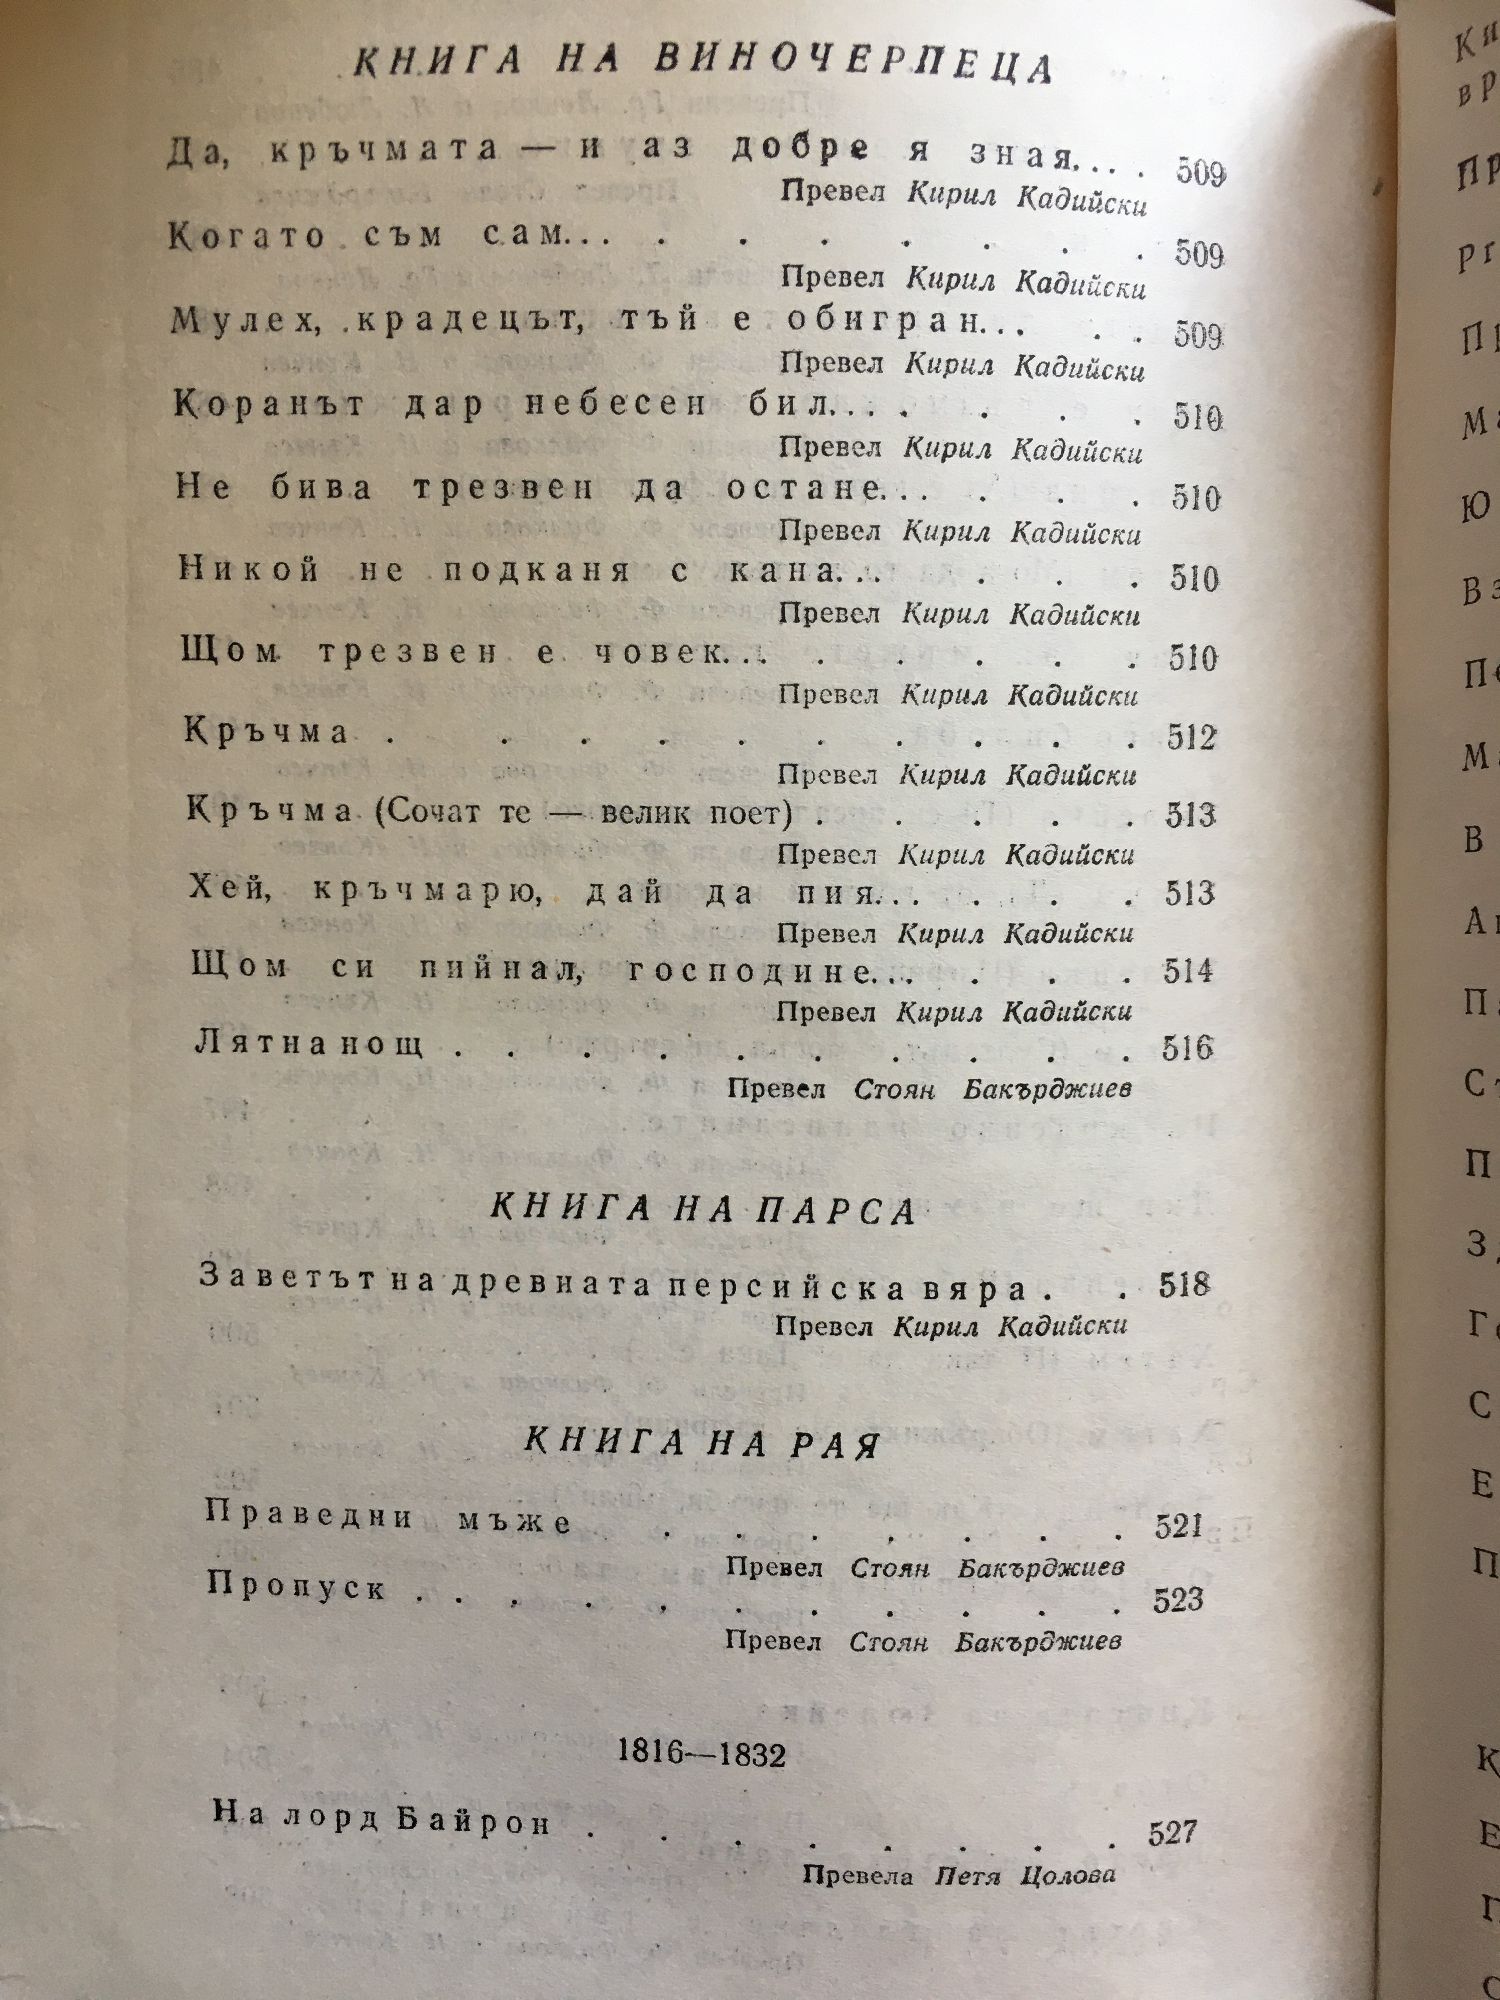 КНИГА НА ВИНОЧЕРПЕЦА
Да, кръчмата — и аз добре я зная... . 509
Превел Кирил Кадийски
Когато съм сам... . . . . . . . 509
Превел Кирил Кадийски
Мулех, крадецът, тъй е обигран... . . . 509
Превел Кирил Кадийски
Коранът дар небесен бил... . . . . 510
Превел Кирил Кадийски
Не бива трезвен да остане... . . . 510
Превел Кирил Кадийски
Никой не подканя с кана... . . . 510
Превел Кирил Кадийски
Щом трезвен е човек... . . . . . 510
Превел Кирил Кадийски
Кръчма . . . . . . . . . . 512
Превел Кирил Кадийски
Кръчма (Сочат те — велик поет) . . . . . 513
Превел Кирил Кадийски
Хей, кръчмарю, дай да пия... . . . 513
Превел Кирил Кадийски
Щом си пийнал, господине... . . . 514
Превел Кирил Кадийски
Лятна нощ . . . . . . . . . . 516
Превел Стоян Бакърджиев
КНИГА НА ПАРСА
Заветът на древната персийска вяра . . 518
Превел Кирил Кадийски
КНИГА НА РАЯ
Праведни мъже . . . . . . . 521
Превел Стоян Бакърджиев
Пропуск . . . . . . . . . . 523
Превел Стоян Бакърджиев
1816—1832
На лорд Байрон . . . . . . . . 527
Превела Петя Цолова